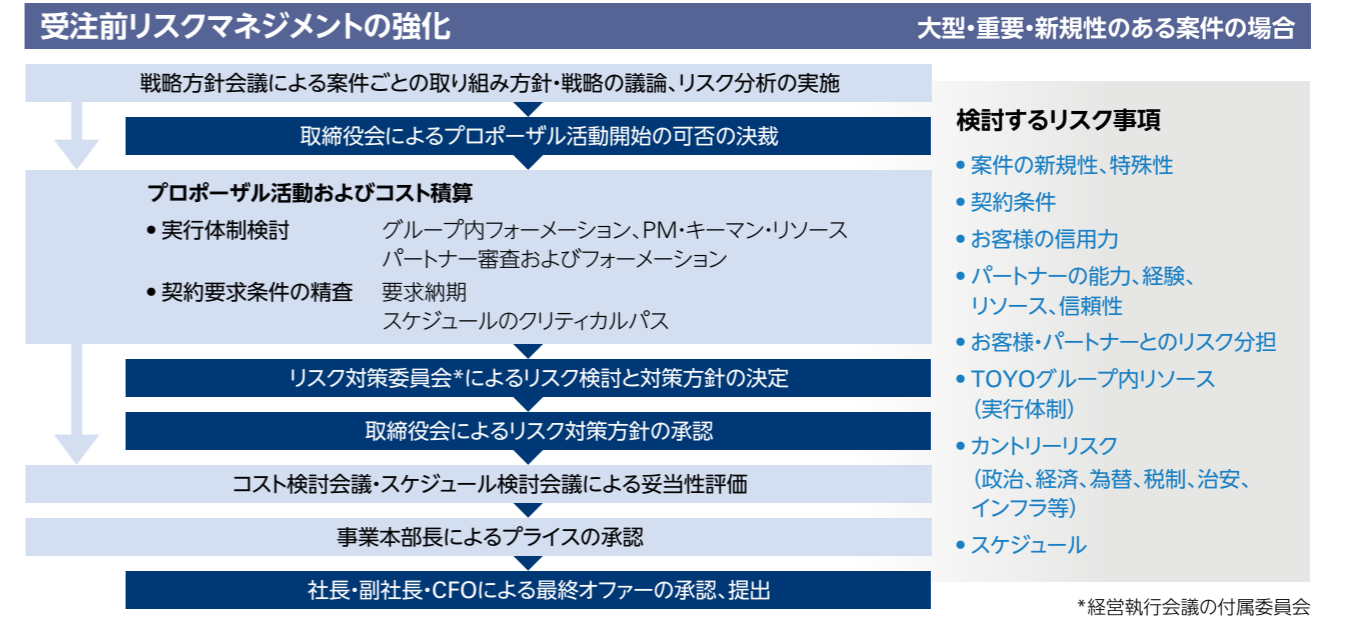 受注前リスクマネジメントの強化
大型・重要・新規性のある案件の場合
戦略方針会議による案件ごとの取り組み方針・戦略の議論、リスク分析の実施
取締役会によるプロポーザル活動開始の可否の決裁
プロポーザル活動およびコスト積算
• 実行体制検討 グループ内フォーメーション、PM・キーマン・リソース
パートナー審査およびフォーメーション
• 契約要求条件の精査 要求納期
スケジュールのクリティカルパス
リスク対策委員会*によるリスク検討と対策方針の決定
取締役会によるリスク対策方針の承認
コスト検討会議・スケジュール検討会議による妥当性評価
事業本部長によるプライスの承認
社長・副社長・CFOによる最終オファーの承認、提出
検討するリスク事項
• 案件の新規性、特殊性
• 契約条件
• お客様の信用力
• パートナーの能力、経験、
リソース、信頼性
• お客様・パートナーとのリスク分担
• TOYOグループ内リソース
（実行体制）
• カントリーリスク
（政治、経済、為替、税制、治安、
インフラ等）
• スケジュール
*経営執行会議の付属委員会